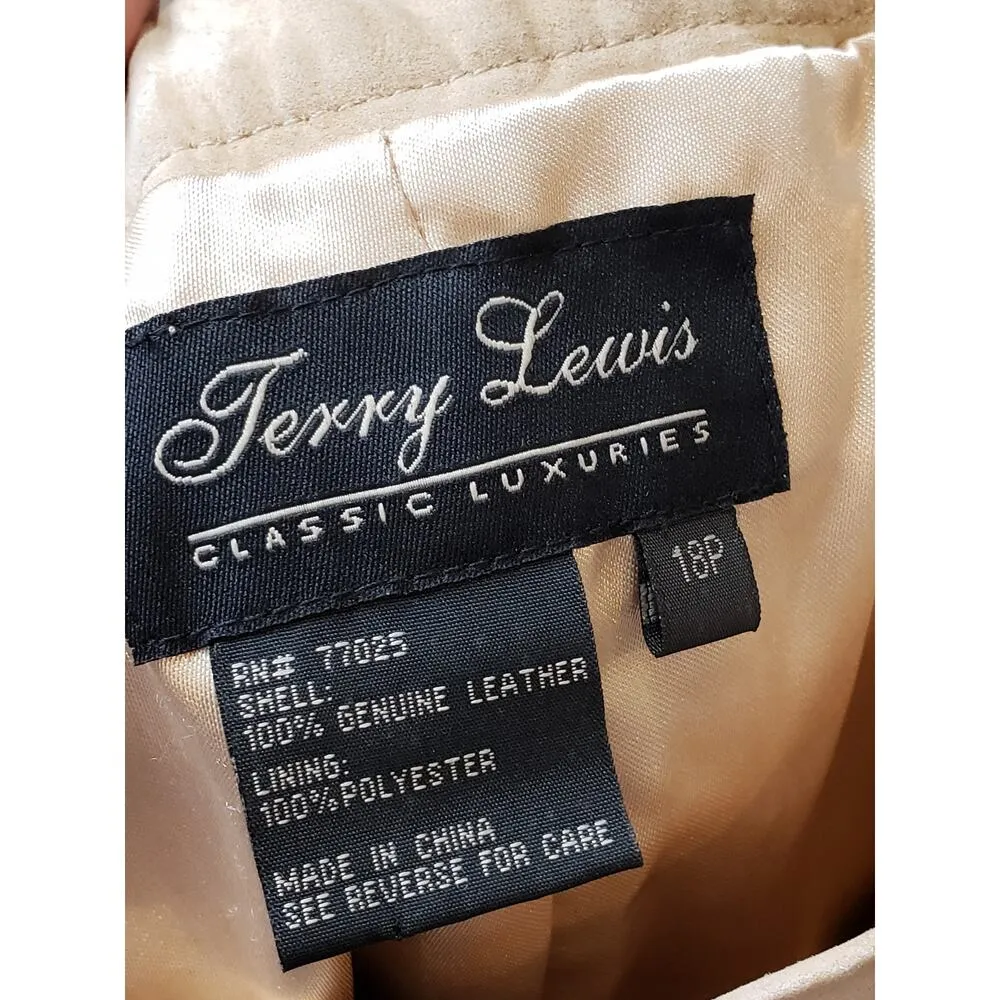 Terry Lewis
CLASSIC LUXURIES
18P
RN# 77025
SHELL:
100% GENUINE LEATHER
LINING:
100%POLYESTER
MADE IN CHINA
SEE REVERSE FOR CARE